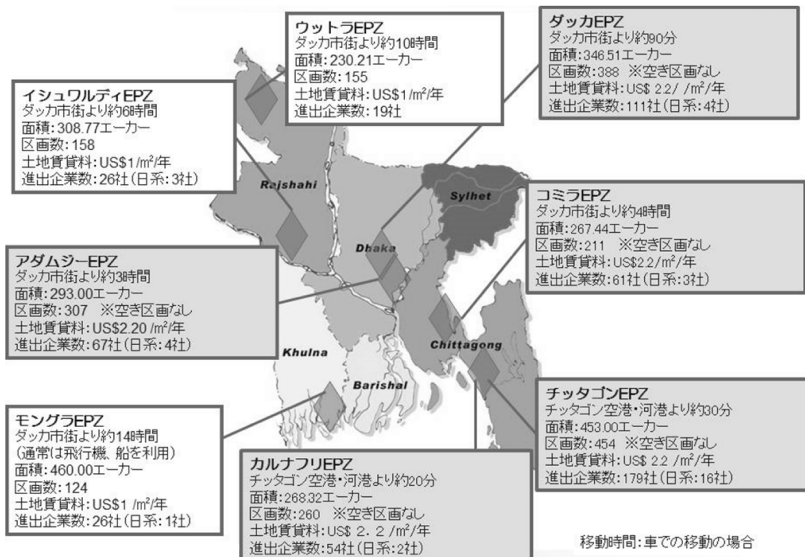 ウットラEPZ
ダッカ市街より約10時間
面積:230.21エーカー
区画数:155
土地賃貸料:US$1/㎡/年
進出企業数:19社
ダッカEPZ
ダッカ市街より約90分
面積:346.51エーカー
区画数:388 ※空き区画なし
土地賃貸料:US$ 2.2/ /㎡/年
進出企業数:111社(日系:4社)
イシュワルディEPZ
ダッカ市街より約6時間
面積:308.77エーカー
区画数:158
土地賃貸料:US$1/㎡/年
進出企業数:26社(日系:3社)
Rajshahi
Sylhet
Dhaka
コミラEPZ
ダッカ市街より約4時間
面積:267.44エーカー
区画数:211 ※空き区画なし
土地賃貸料:US$2.2/㎡/年
進出企業数:61社(日系:3社)
アダムジーEPZ
ダッカ市街より約3時間
面積:293.00エーカー
区画数:307 ※空き区画なし
土地賃貸料:US$2.20 /㎡/年
進出企業数:67社(日系:4社)
Khulna
Barishal
Chittagong
モングラEPZ
ダッカ市街より約14時間
(通常は飛行機、船を利用)
面積:460.00エーカー
区画数:124
土地賃貸料:US$1 /㎡/年
進出企業数:26社(日系:1社)
カルナフリEPZ
チッタゴン空港・河港より約20分
面積:268.32エーカー
区画数:260 ※空き区画なし
土地賃貸料:US$ 2. 2 /㎡/年
進出企業数:54社(日系:2社)
チッタゴンEPZ
チッタゴン空港・河港より約30分
面積:453.00エーカー
区画数:454 ※空き区画なし
土地賃貸料:US$ 2.2 /㎡/年
進出企業数:179社(日系:16社)
移動時間:車での移動の場合